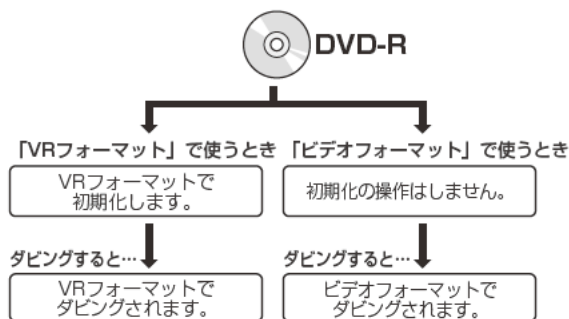 DVD-R
「VRフォーマット」で使うとき
VRフォーマットで
初期化します。
ダビングすると…
VRフォーマットで
ダビングされます。
「ビデオフォーマット」で使うとき
初期化の操作はしません。
ダビングすると…
ビデオフォーマットで
ダビングされます。